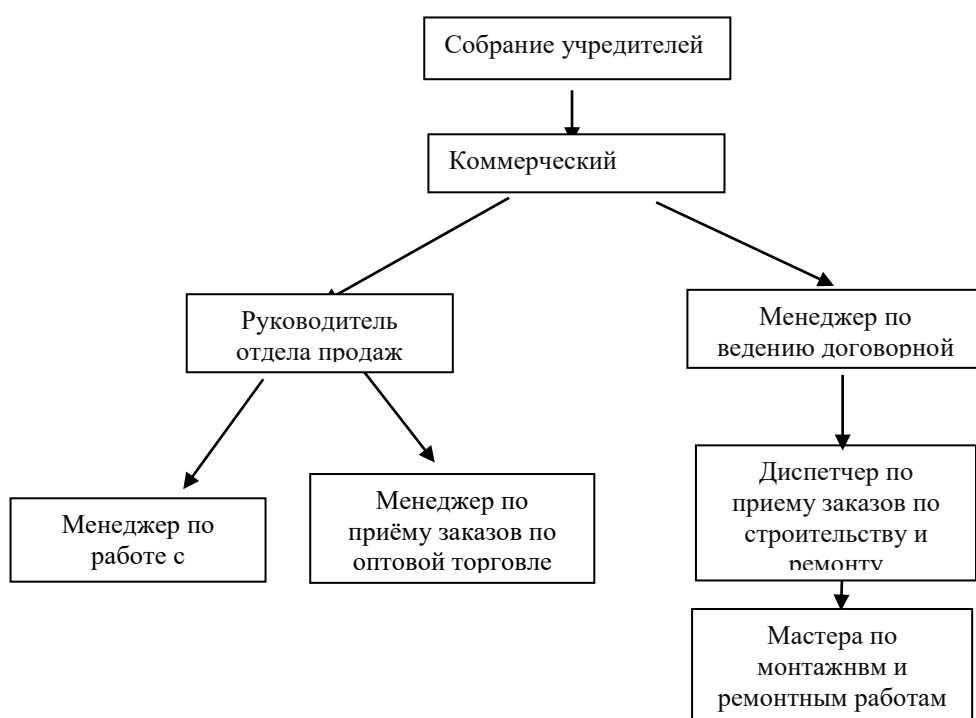 Собрание учредителей
Коммерческий
Руководитель
отдела продаж
Менеджер по
ведению договорной
Менеджер по
работе с
Менеджер по
приёму заказов по
оптовой торговле
Диспетчер по
приему заказов по
строительству и
ремонту
Мастера по
монтажнвм и
ремонтным работам